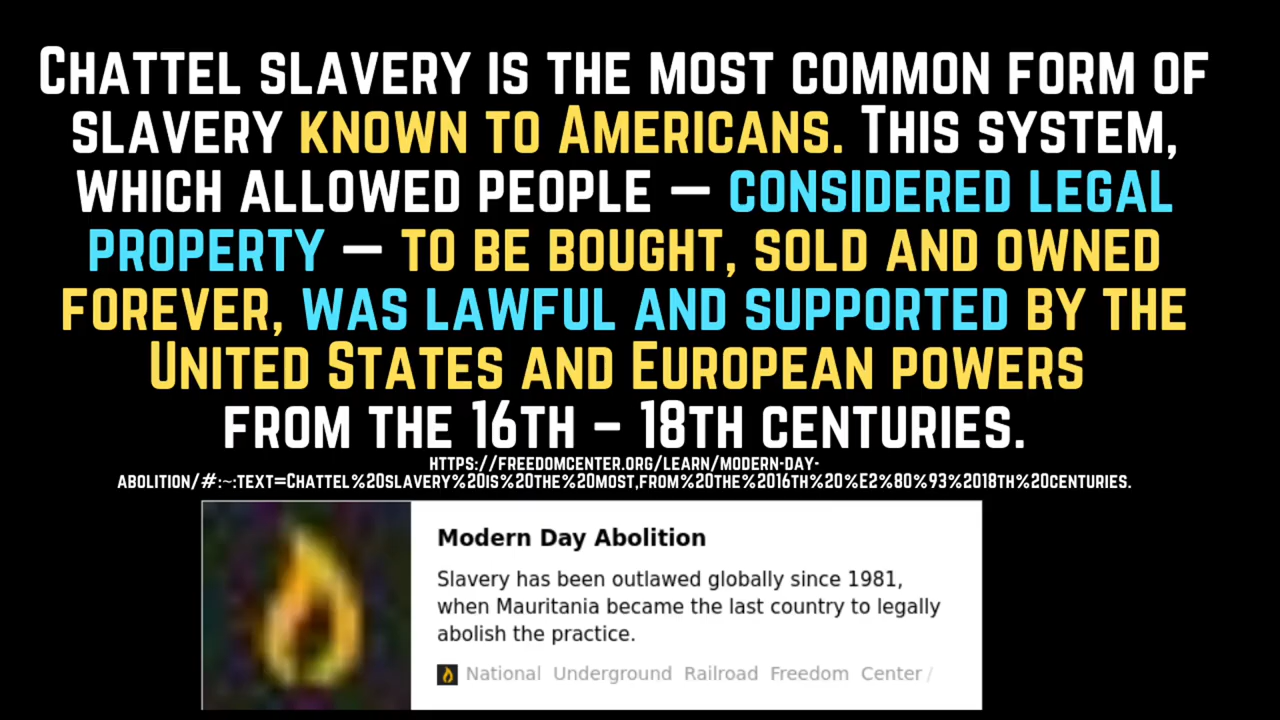 Chattel slavery is the most common form of
slavery known to Americans. This system,
which allowed people — considered legal
property — to be bought, sold and owned
forever, was lawful and supported by the
United States and European powers
from the 16th – 18th centuries.
https://freedomcenter.org/learn/modern-day-
abolition/#:~:text=Chattel%20slavery%20is%20the%20most,from%20the%2016th%20%E2%80%93%2018th%20centuries.
Modern Day Abolition
Slavery has been outlawed globally since 1981,
when Mauritania became the last country to legally
abolish the practice.
National Underground Railroad Freedom Center /